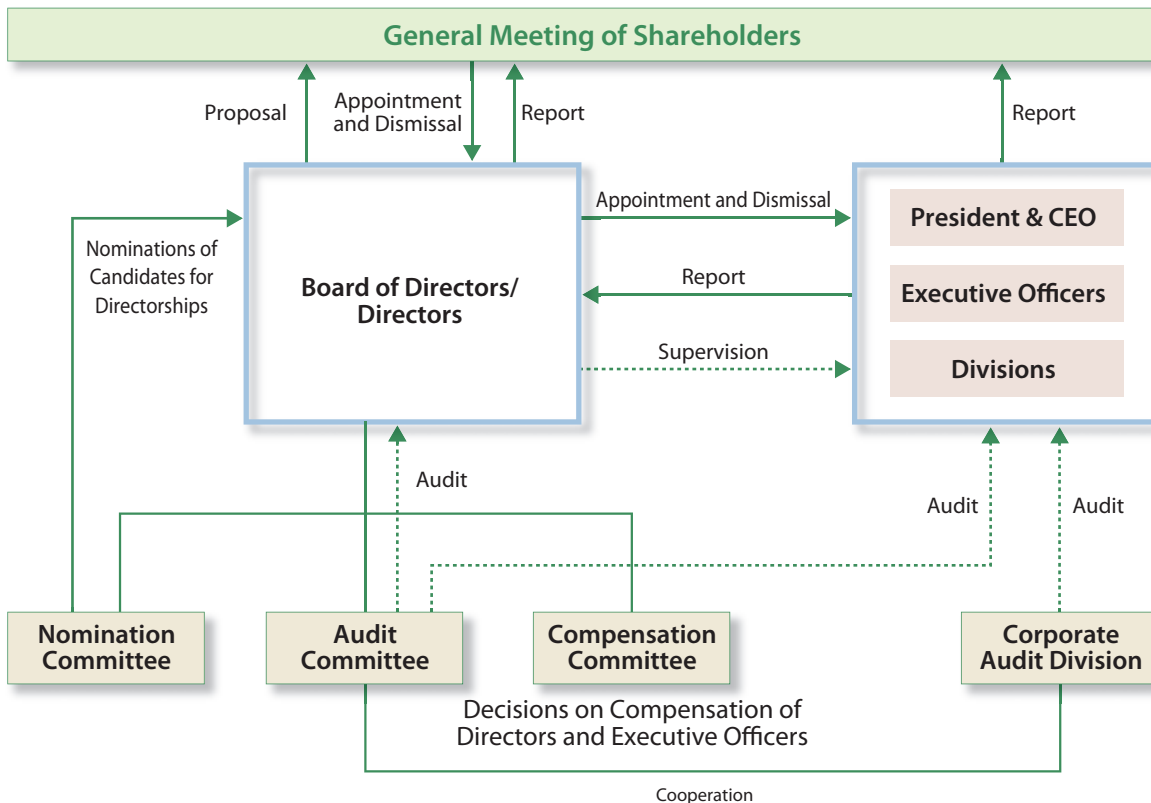 General Meeting of Shareholders
Proposal
Appointment
and Dismissal
Report
Report
Appointment and Dismissal
President & CEO
Nominations of
Candidates for
Directorships
Board of Directors/
Directors
Report
Executive Officers
Supervision
Divisions
Audit
Audit
Audit
Nomination
Committee
Audit
Committee
Compensation
Committee
Corporate
Audit Division
Decisions on Compensation of
Directors and Executive Officers
Cooperation